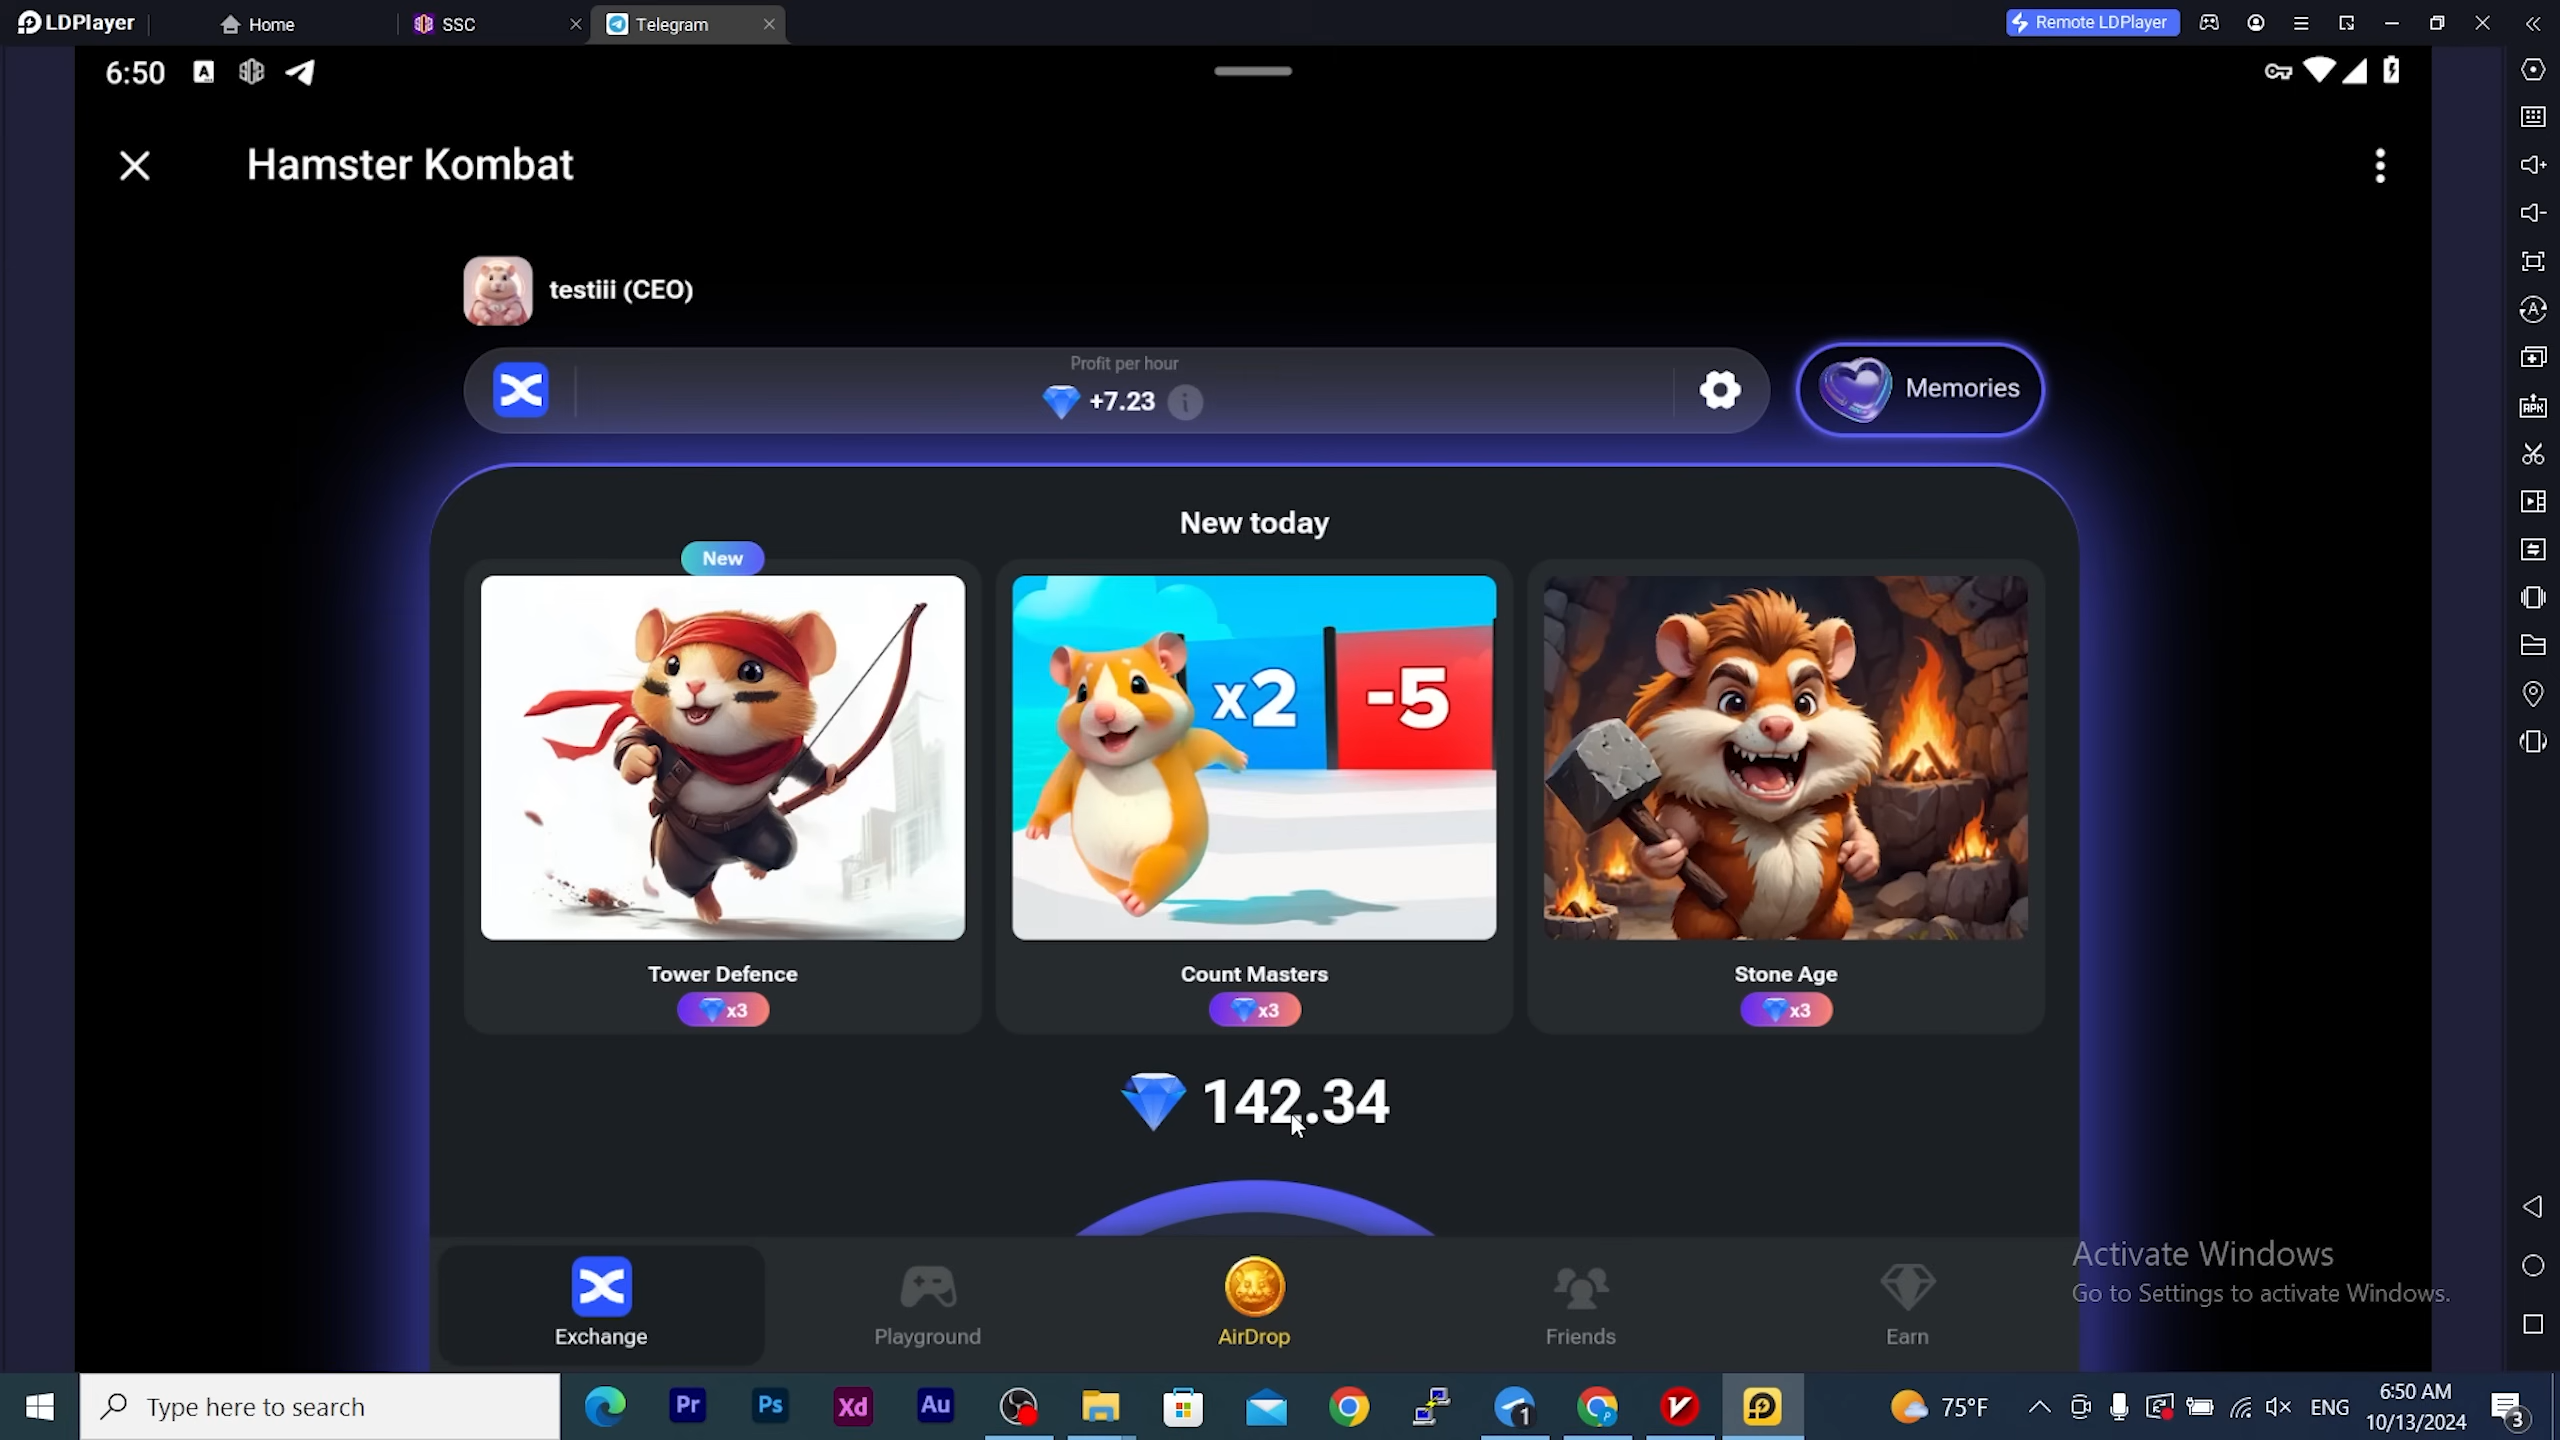 LDPlayer
Home
SSC
Telegram
Remote LDPlayer
6:50
Hamster Kombat
testiii (CEO)
Profit per hour
+7.23
Memories
New today
New
x2
-5
Tower Defence
Count Masters
Stone Age
x3
x3
x3
142.34
Activate Windows
Go to Settings to activate Windows.
Exchange
Playground
AirDrop
Friends
Earn
Type here to search
Pr
Ps
Xd
Au
1
75°F
ENG
6:50 AM
10/13/2024
3